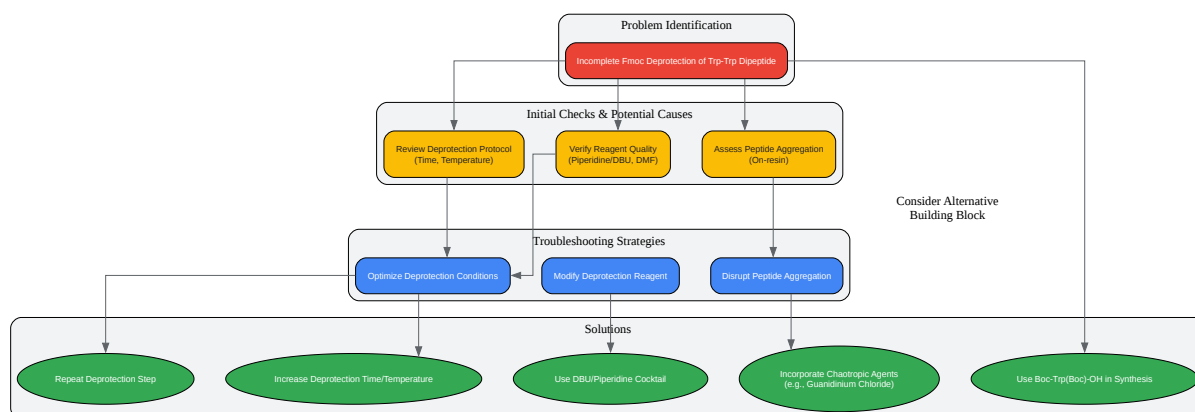 Problem Identification
Incomplete Fmoc Deprotection of Trp-Trp Dipeptide
Initial Checks & Potential Causes
Review Deprotection Protocol
(Time, Temperature)
Verify Reagent Quality
(Piperidine/DBU, DMF)
Assess Peptide Aggregation
(On-resin)
Consider Alternative
Building Block
Troubleshooting Strategies
Optimize Deprotection Conditions
Modify Deprotection Reagent
Disrupt Peptide Aggregation
Solutions
Repeat Deprotection Step
Increase Deprotection Time/Temperature
Use DBU/Piperidine Cocktail
Incorporate Chaotropic Agents
(e.g., Guanidinium Chloride)
Use Boc-Trp(Boc)-OH in Synthesis